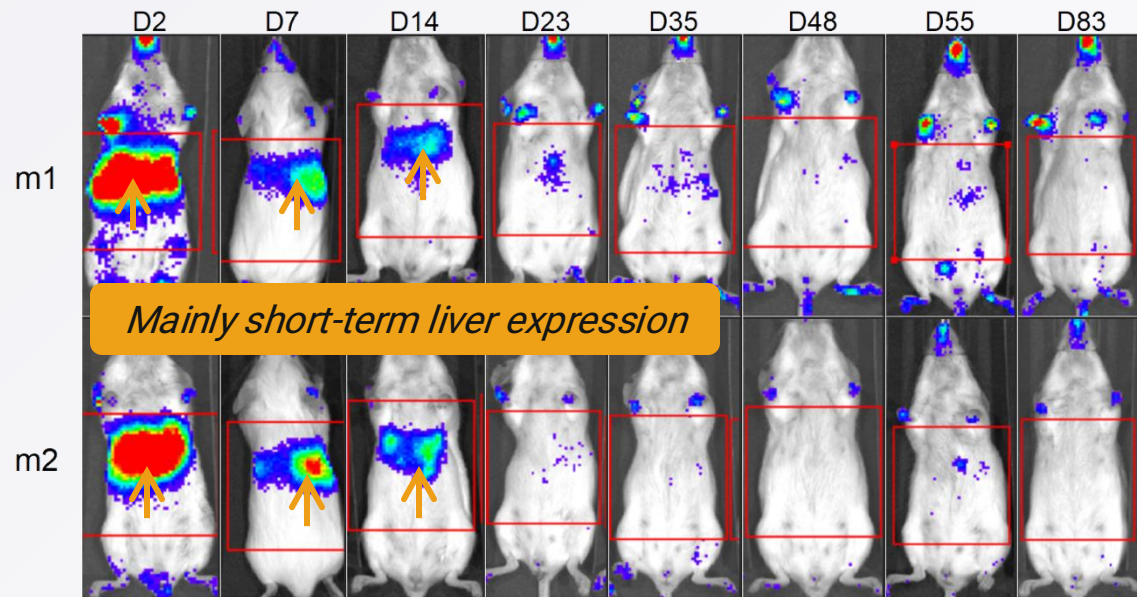 D2 D7 D14 D23 D35 D48 D55 D83
m1
Mainly short-term liver expression
m2